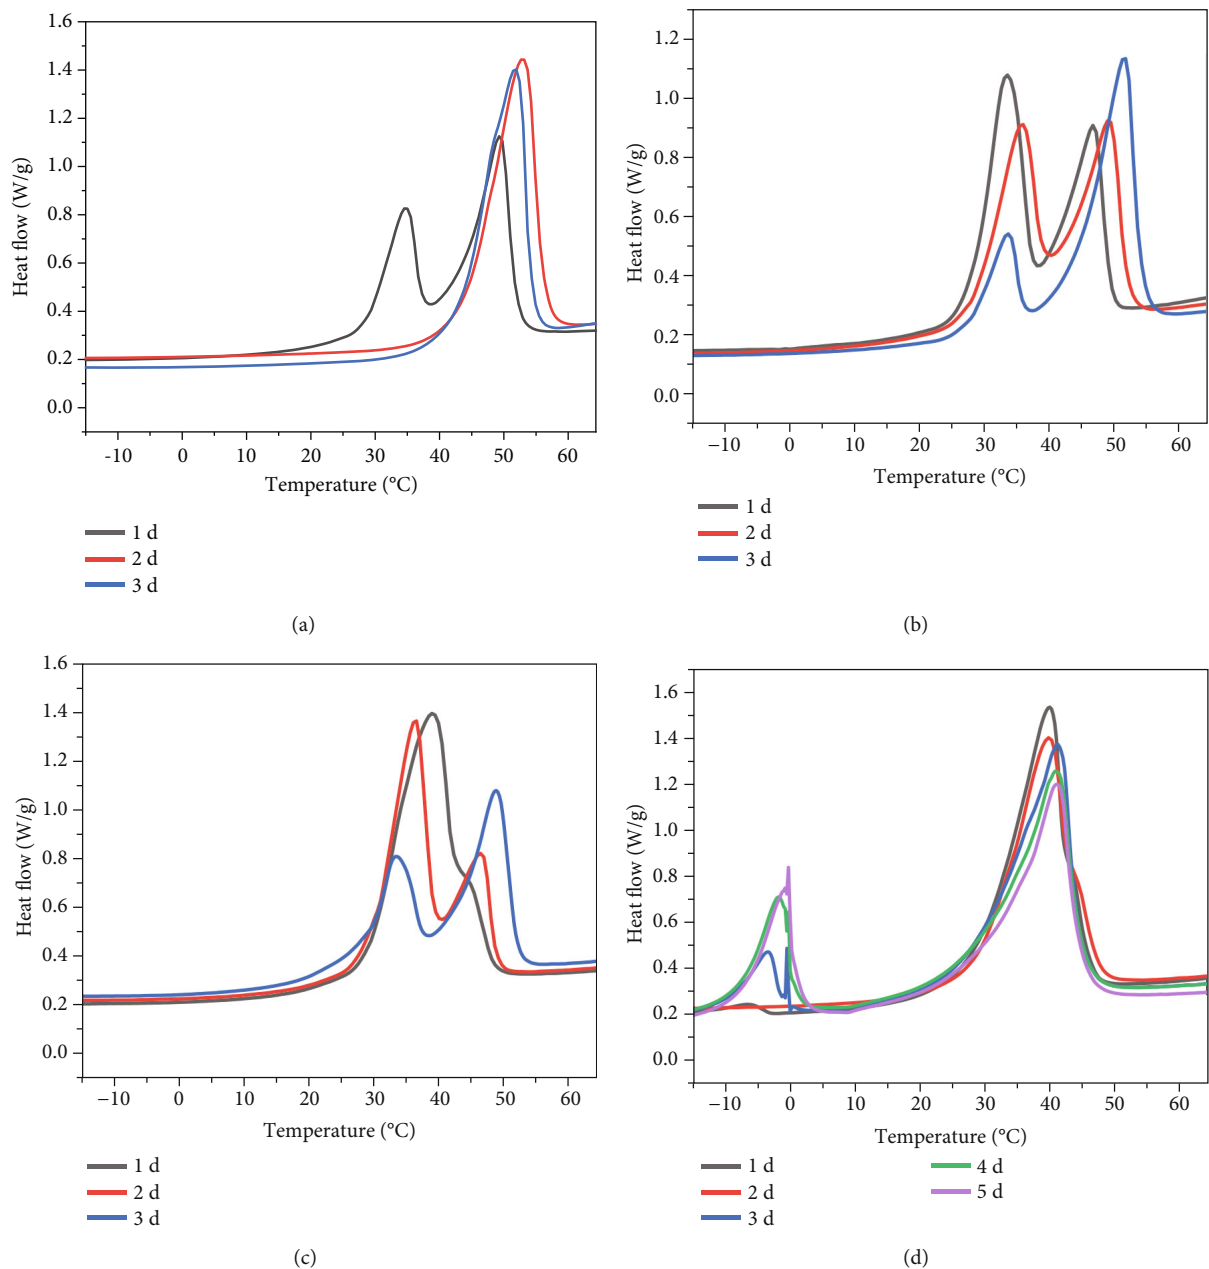 1.6
1.4
1.2
1.0
0.8
0.6
0.4
0.2
0.0
Heat flow (W/g)
-10 0 10 20 30 40 50 60
Temperature (°C)
1 d
2 d
3 d
(a)
1.2
1.0
0.8
0.6
0.4
0.2
0.0
Heat flow (W/g)
−10 0 10 20 30 40 50 60
Temperature (°C)
1 d
2 d
3 d
(b)
1.6
1.4
1.2
1.0
0.8
0.6
0.4
0.2
0.0
Heat flow (W/g)
−10 0 10 20 30 40 50 60
Temperature (°C)
1 d
2 d
3 d
(c)
1.6
1.4
1.2
1.0
0.8
0.6
0.4
0.2
0.0
Heat flow (W/g)
−10 0 10 20 30 40 50 60
Temperature (°C)
1 d
2 d
3 d
4 d
5 d
(d)